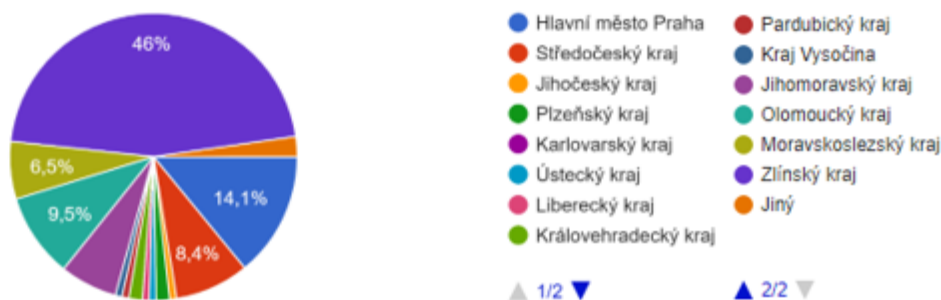 46%
6,5%
9,5%
14,1%
8,4%
Hlavní město Praha
Středočeský kraj
Jihočeský kraj
Plzeňský kraj
Karlovarský kraj
Ústecký kraj
Liberecký kraj
Královehradecký kraj
1/2
Pardubický kraj
Kraj Vysočina
Jihomoravský kraj
Olomoucký kraj
Moravskoslezský kraj
Zlínský kraj
Jiný
2/2